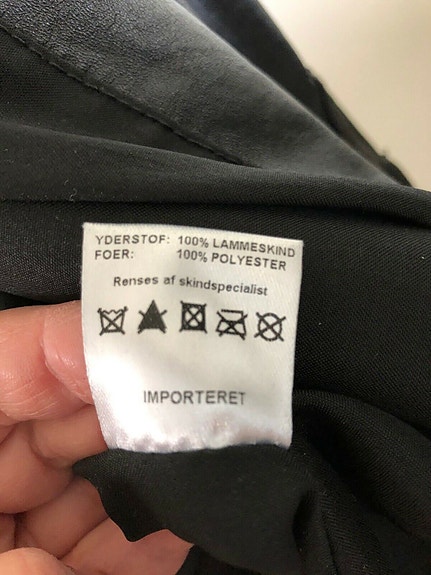 YDERSTOF: 100% LAMMESKIND
FOER: 100% POLYESTER
Renses af skindspecialist
IMPORTERET